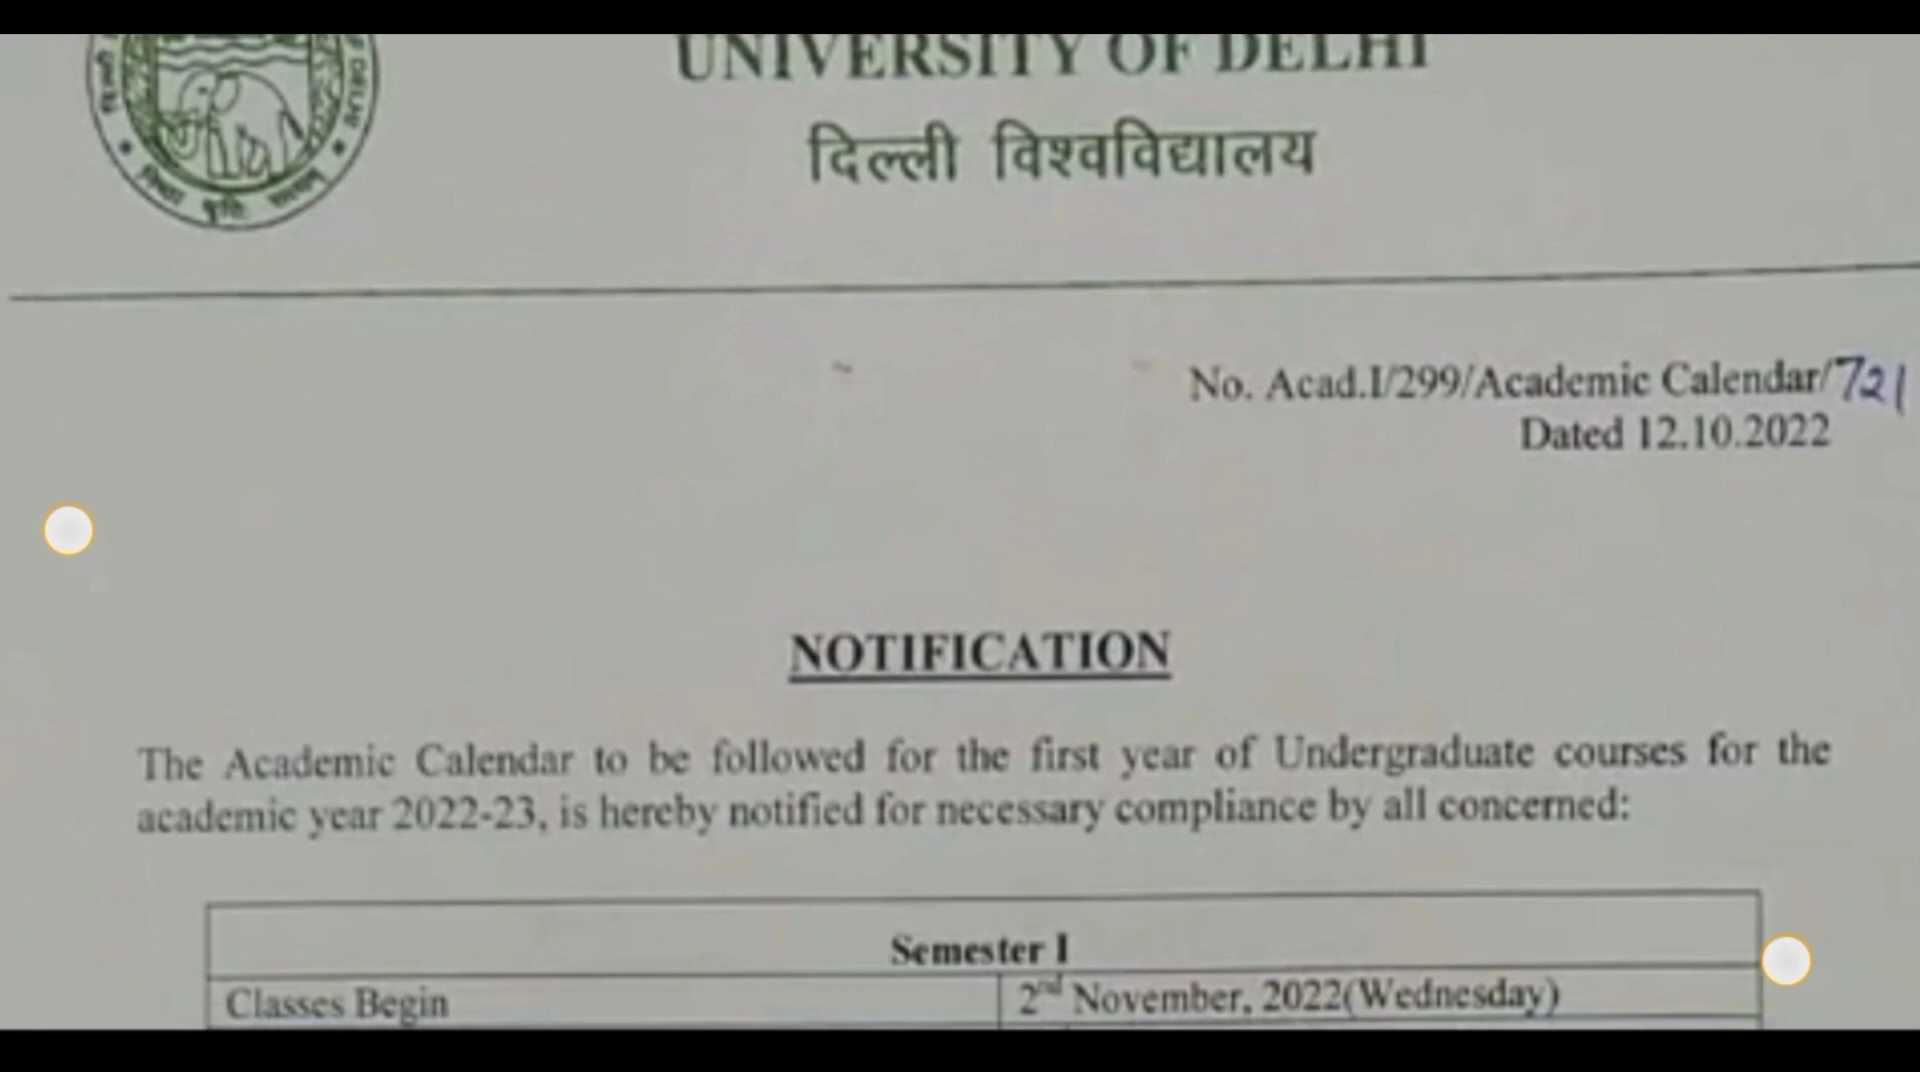 UNIVERSITY OF DELHI
दिल्ली विश्वविद्यालय
No. Acad.I/299/Academic Calendar/721
Dated 12.10.2022
NOTIFICATION
The Academic Calendar to be followed for the first year of Undergraduate courses for the
academic year 2022-23, is hereby notified for necessary compliance by all concerned:
Semester I
Classes Begin 2nd November, 2022(Wednesday)